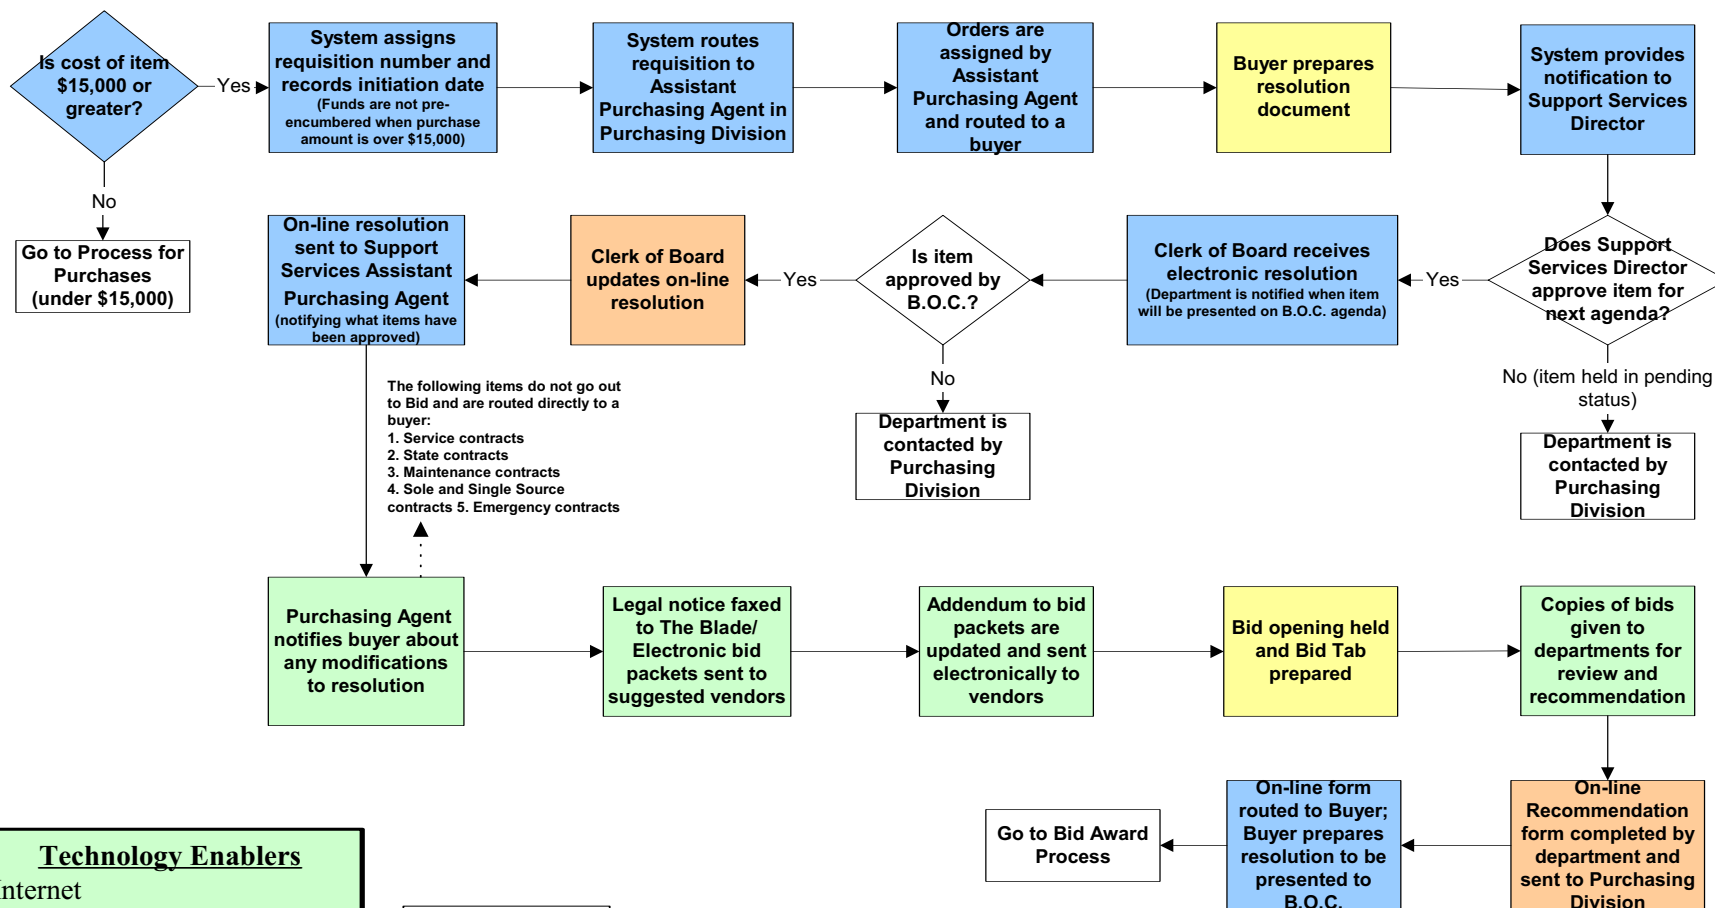 Is cost of item
$15,000 or
greater?
Yes
System assigns
requisition number and
records initiation date
(Funds are not pre-
encumbered when purchase
amount is over $15,000)
System routes
requisition to
Assistant
Purchasing Agent in
Purchasing Division
Orders are
assigned by
Assistant
Purchasing Agent
and routed to a
buyer
Buyer prepares
resolution
document
System provides
notification to
Support Services
Director
No
Go to Process for
Purchases
(under $15,000)
Does Support
Services Director
approve item for
next agenda?
Yes
Clerk of Board receives
electronic resolution
(Department is notified when item
will be presented on B.O.C. agenda)
Is item
approved by
B.O.C.?
Yes
Clerk of Board
updates on-line
resolution
On-line resolution
sent to Support
Services Assistant
Purchasing Agent
(notifying what items have
been approved)
No (item held in pending
status)
Department is
contacted by
Purchasing
Division
No
Department is
contacted by
Purchasing
Division
The following items do not go out
to Bid and are routed directly to a
buyer:
1. Service contracts
2. State contracts
3. Maintenance contracts
4. Sole and Single Source
contracts 5. Emergency contracts
Purchasing Agent
notifies buyer about
any modifications
to resolution
Legal notice faxed
to The Blade/
Electronic bid
packets sent to
suggested vendors
Addendum to bid
packets are
updated and sent
electronically to
vendors
Bid opening held
and Bid Tab
prepared
Copies of bids
given to
departments for
review and
recommendation
On-line
Recommendation
form completed by
department and
sent to Purchasing
Division
On-line form
routed to Buyer;
Buyer prepares
resolution to be
presented to
B.O.C.
Go to Bid Award
Process
Technology Enablers
Internet